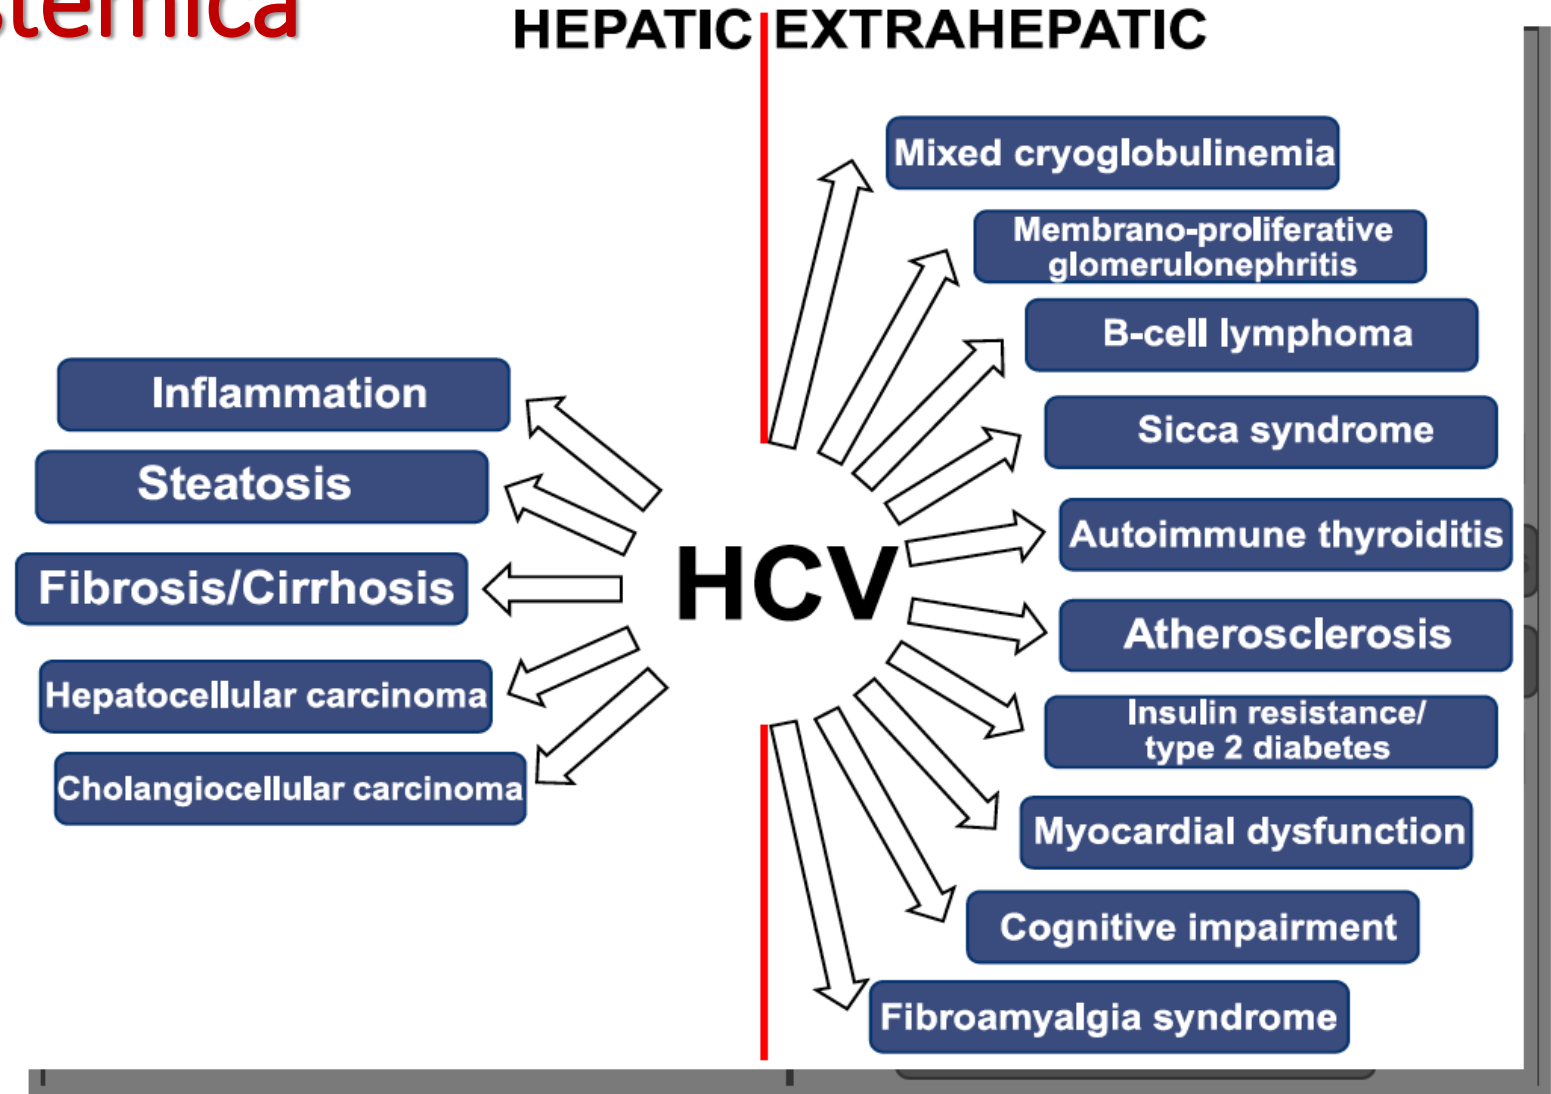 HEPATIC EXTRAHEPATIC
Mixed cryoglobulinemia
Membrano-proliferative
glomerulonephritis
B-cell lymphoma
Sicca syndrome
Autoimmune thyroiditis
Atherosclerosis
Insulin resistance/
type 2 diabetes
Myocardial dysfunction
Cognitive impairment
Fibroamyalgia syndrome
HCV
Inflammation
Steatosis
Fibrosis/Cirrhosis
Hepatocellular carcinoma
Cholangiocellular carcinoma